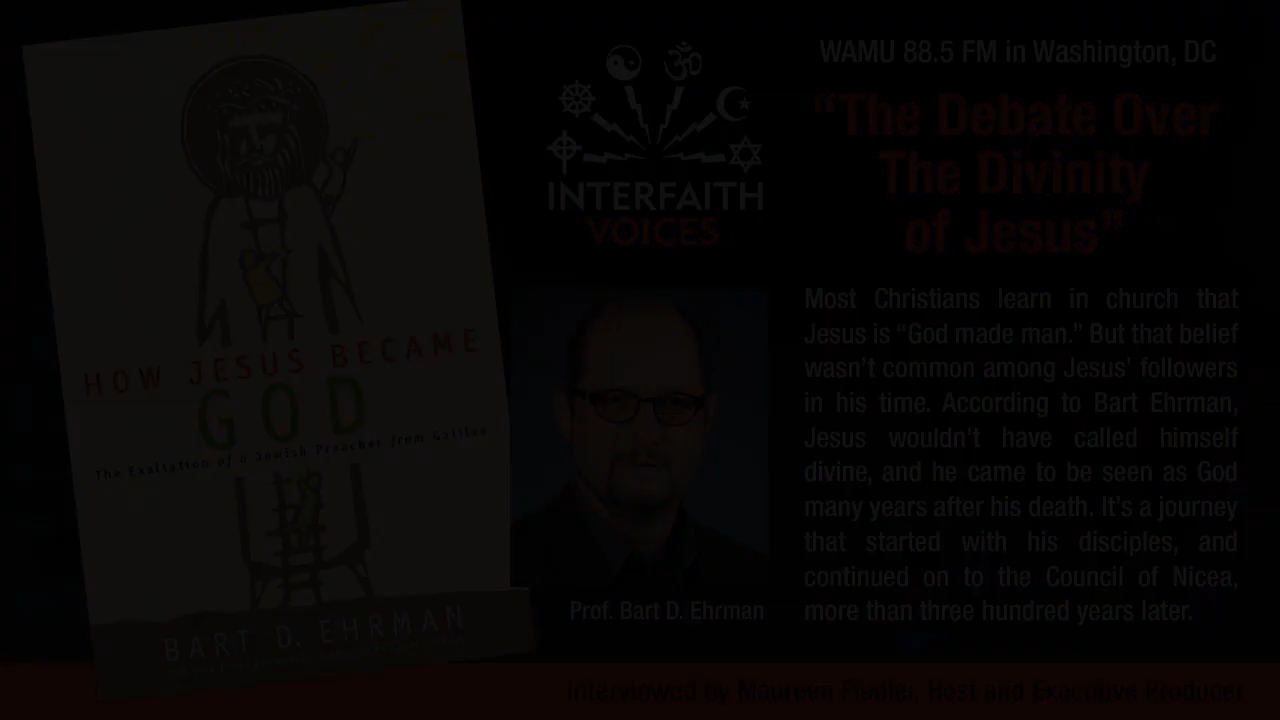 HOW JESUS BECAME
GOD
The Exaltation of a Jewish Preacher from Galilee
BART D. EHRMAN
INTERFAITH
VOICES
Prof. Bart D. Ehrman
WAMU 88.5 FM in Washington, DC
“The Debate Over
The Divinity
of Jesus”
Most Christians learn in church that
Jesus is “God made man.” But that belief
wasn't common among Jesus' followers
in his time. According to Bart Ehrman,
Jesus wouldn't have called himself
divine, and he came to be seen as God
many years after his death. It's a journey
that started with his disciples, and
continued on to the Council of Nicea,
more than three hundred years later.
Interviewed by Maureen Fiedler, Host and Executive Producer